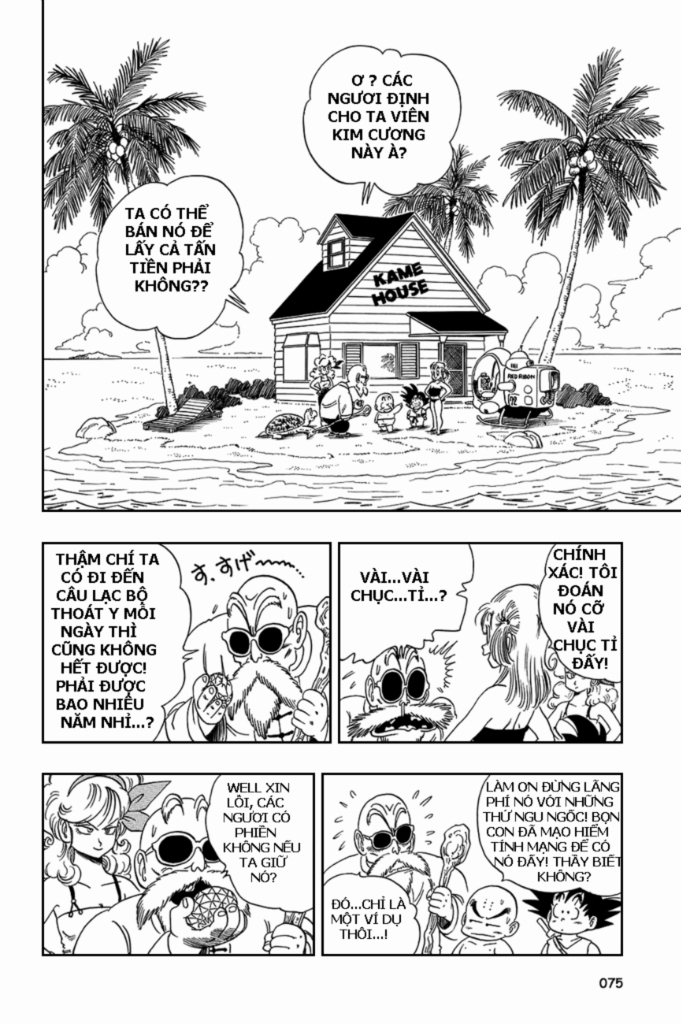 Ơ ? CÁC
NGƯƠI ĐỊNH
CHO TA VIÊN
KIM CƯƠNG
NÀY À?
TA CÓ THỂ
BÁN NÓ ĐỂ
LẤY CẢ TẤN
TIỀN PHẢI
KHÔNG??
KAME
HOUSE
CHÍNH
XÁC! TÔI
ĐOÁN
NÓ CỠ
VÀI
CHỤC TỈ
ĐẤY!
VÀI...VÀI
CHỤC...TỈ...?
THẬM CHÍ TA
CÓ ĐI ĐẾN
CÂU LẠC BỘ
THOÁT Y MỖI
NGÀY THÌ
CŨNG KHÔNG
HẾT ĐƯỢC!
PHẢI ĐƯỢC
BAO NHIÊU
NĂM NHỈ...?
す、すげ〜
LÀM ƠN ĐỪNG LÃNG
PHÍ NÓ VỚI NHỮNG
THỨ NGU NGỐC! BỌN
CON ĐÃ MẠO HIỂM
TÍNH MẠNG ĐỂ CÓ
NÓ ĐẤY! THẦY BIẾT
KHÔNG?
ĐÓ...CHỈ LÀ
MỘT VÍ DỤ
THÔI...!
WELL XIN
LỖI, CÁC
NGƯƠI CÓ
PHIỀN
KHÔNG NẾU
TA GIỮ
NÓ?
075